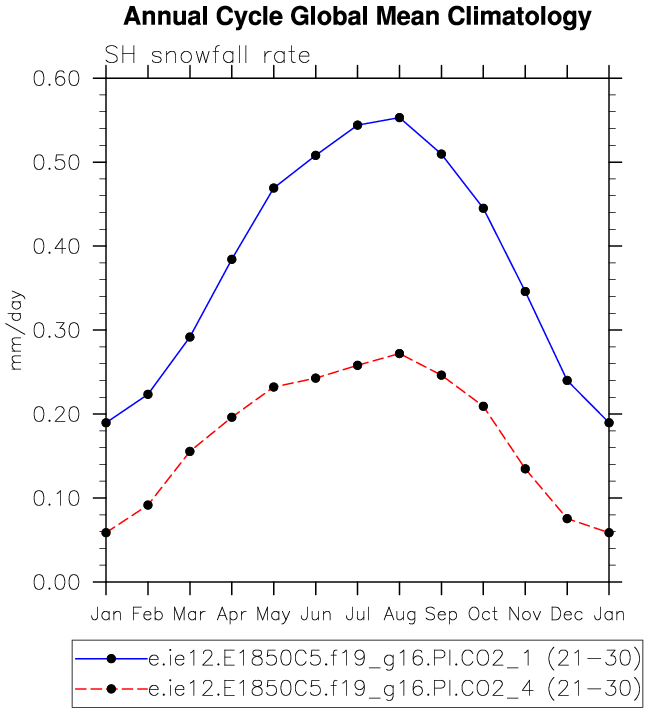 Annual Cycle Global Mean Climatology
SH snowfall rate
0.60
0.50
0.40
0.30
0.20
0.10
0.00
mm/day
Jan Feb Mar Apr May Jun Jul Aug Sep Oct Nov Dec Jan
e.ie12.E1850C5.f19_g16.PI.CO2_1 (21-30)
e.ie12.E1850C5.f19_g16.PI.CO2_4 (21-30)